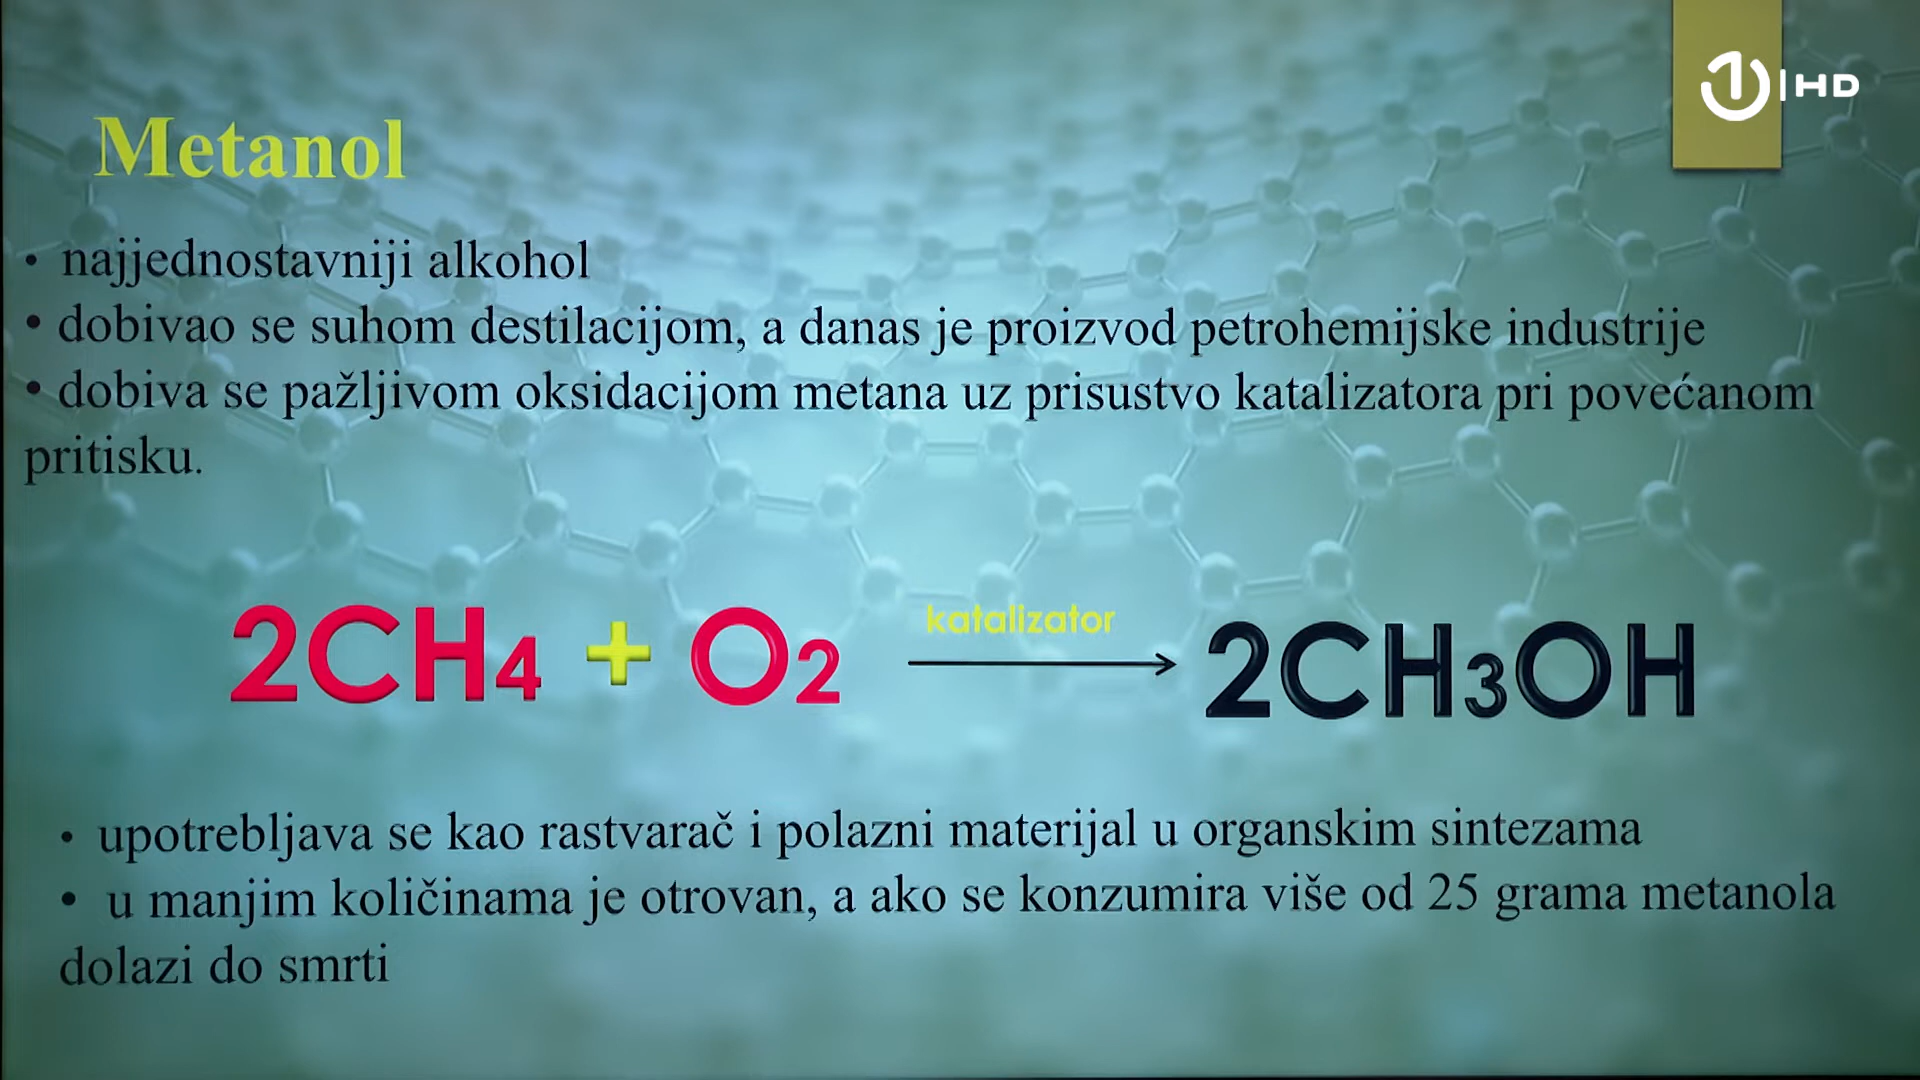 1 HD
Metanol
• najjednostavniji alkohol
• dobivao se suhom destilacijom, a danas je proizvod petrohemijske industrije
• dobiva se pažljivom oksidacijom metana uz prisustvo katalizatora pri povećanom
pritisku.
katalizator
2CH4 + O2 → 2CH3OH
• upotrebljava se kao rastvarač i polazni materijal u organskim sintezama
• u manjim količinama je otrovan, a ako se konzumira više od 25 grama metanola
dolazi do smrti